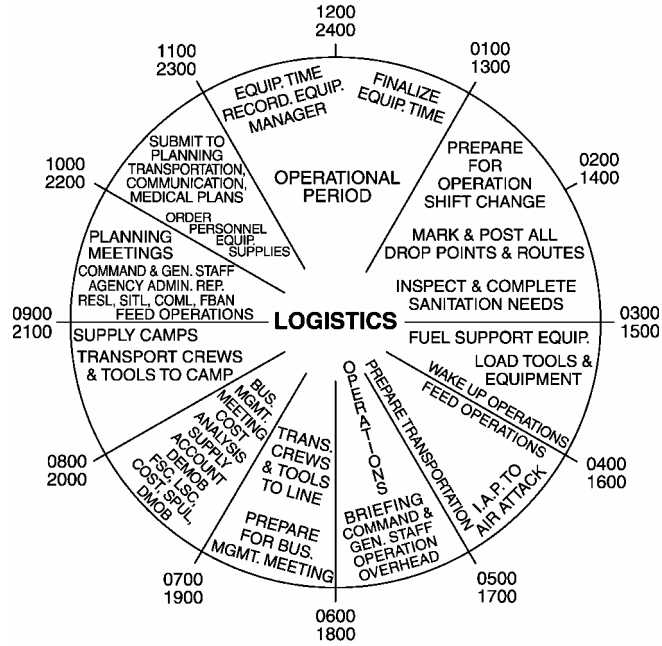 1200
2400
0100
1300
0200
1400
0300
1500
0400
1600
0500
1700
0600
1800
0700
1900
0800
2000
0900
2100
1000
2200
1100
2300
LOGISTICS
EQUIP. TIME
RECORD. EQUIP.
MANAGER
FINALIZE
EQUIP. TIME
OPERATIONAL
PERIOD
PREPARE
FOR
OPERATION
SHIFT CHANGE
MARK & POST ALL
DROP POINTS & ROUTES
INSPECT & COMPLETE
SANITATION NEEDS
FUEL SUPPORT EQUIP.
LOAD TOOLS &
EQUIPMENT
WAKE UP OPERATIONS
FEED OPERATIONS
I.A.P. TO
AIR ATTACK
PREPARE TRANSPORTATION
OPERATIONS
BRIEFING
COMMAND &
GEN. STAFF
OPERATION
OVERHEAD
TRANS.
CREWS
& TOOLS
TO LINE
PREPARE
FOR BUS.
MGMT. MEETING
BUS.
MGMT.
MEETING
COST
ANALYSIS
SUPPLY
ACCOUNT
DEMOB
FSC, LSC,
COST, SPUL,
DMOB
SUPPLY CAMPS
TRANSPORT CREWS
& TOOLS TO CAMP
PLANNING
MEETINGS
COMMAND & GEN. STAFF
AGENCY ADMIN. REP.
RESL, SITL, COML, FBAN
FEED OPERATIONS
ORDER
PERSONNEL
EQUIP.
SUPPLIES
SUBMIT TO
PLANNING
TRANSPORTATION,
COMMUNICATION,
MEDICAL PLANS